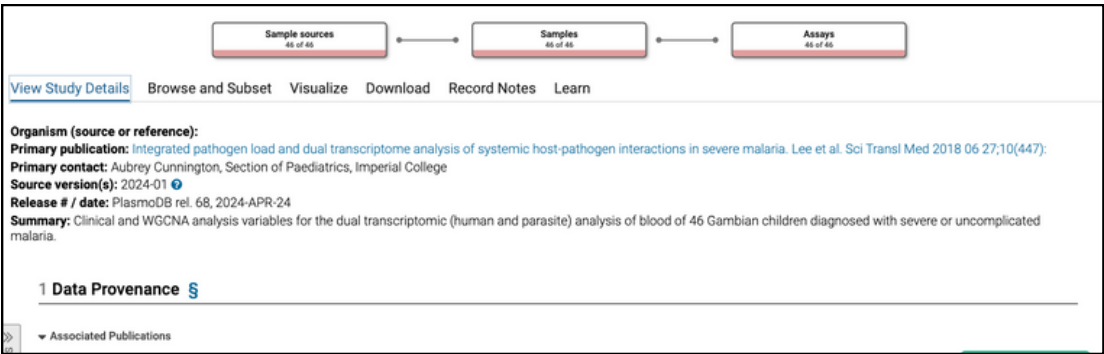 Sample sources
46 of 46
Samples
46 of 46
Assays
46 of 46
View Study Details Browse and Subset Visualize Download Record Notes Learn
Organism (source or reference):
Primary publication: Integrated pathogen load and dual transcriptome analysis of systemic host-pathogen interactions in severe malaria. Lee et al. Sci Transl Med 2018 06 27;10(447):
Primary contact: Aubrey Cunnington, Section of Paediatrics, Imperial College
Source version(s): 2024-01 ?
Release # / date: PlasmoDB rel. 68, 2024-APR-24
Summary: Clinical and WGCNA analysis variables for the dual transcriptomic (human and parasite) analysis of blood of 46 Gambian children diagnosed with severe or uncomplicated
malaria.
1 Data Provenance §
Associated Publications